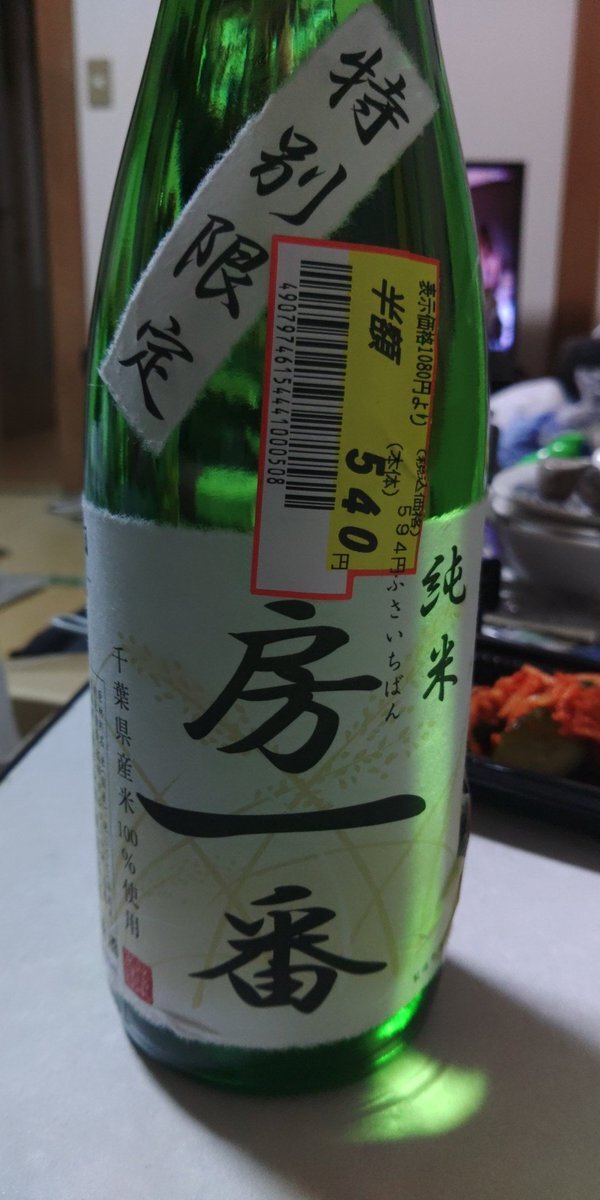 特別限定
表示価格1080円より
半額
(税込価格)
(本体) 594円
540円
49079746154441000508
純米
ふさいちばん
房一番
千葉県産米100%使用
酒